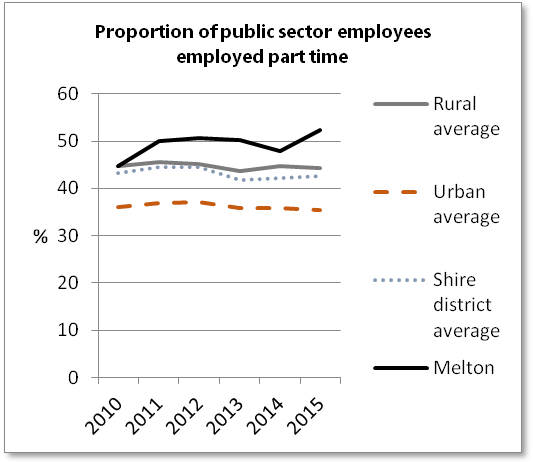 Proportion of public sector employees
employed part time
60
50
40
30
20
10
0
%
2010
2011
2012
2013
2014
2015
Rural
average
Urban
average
Shire
district
average
Melton